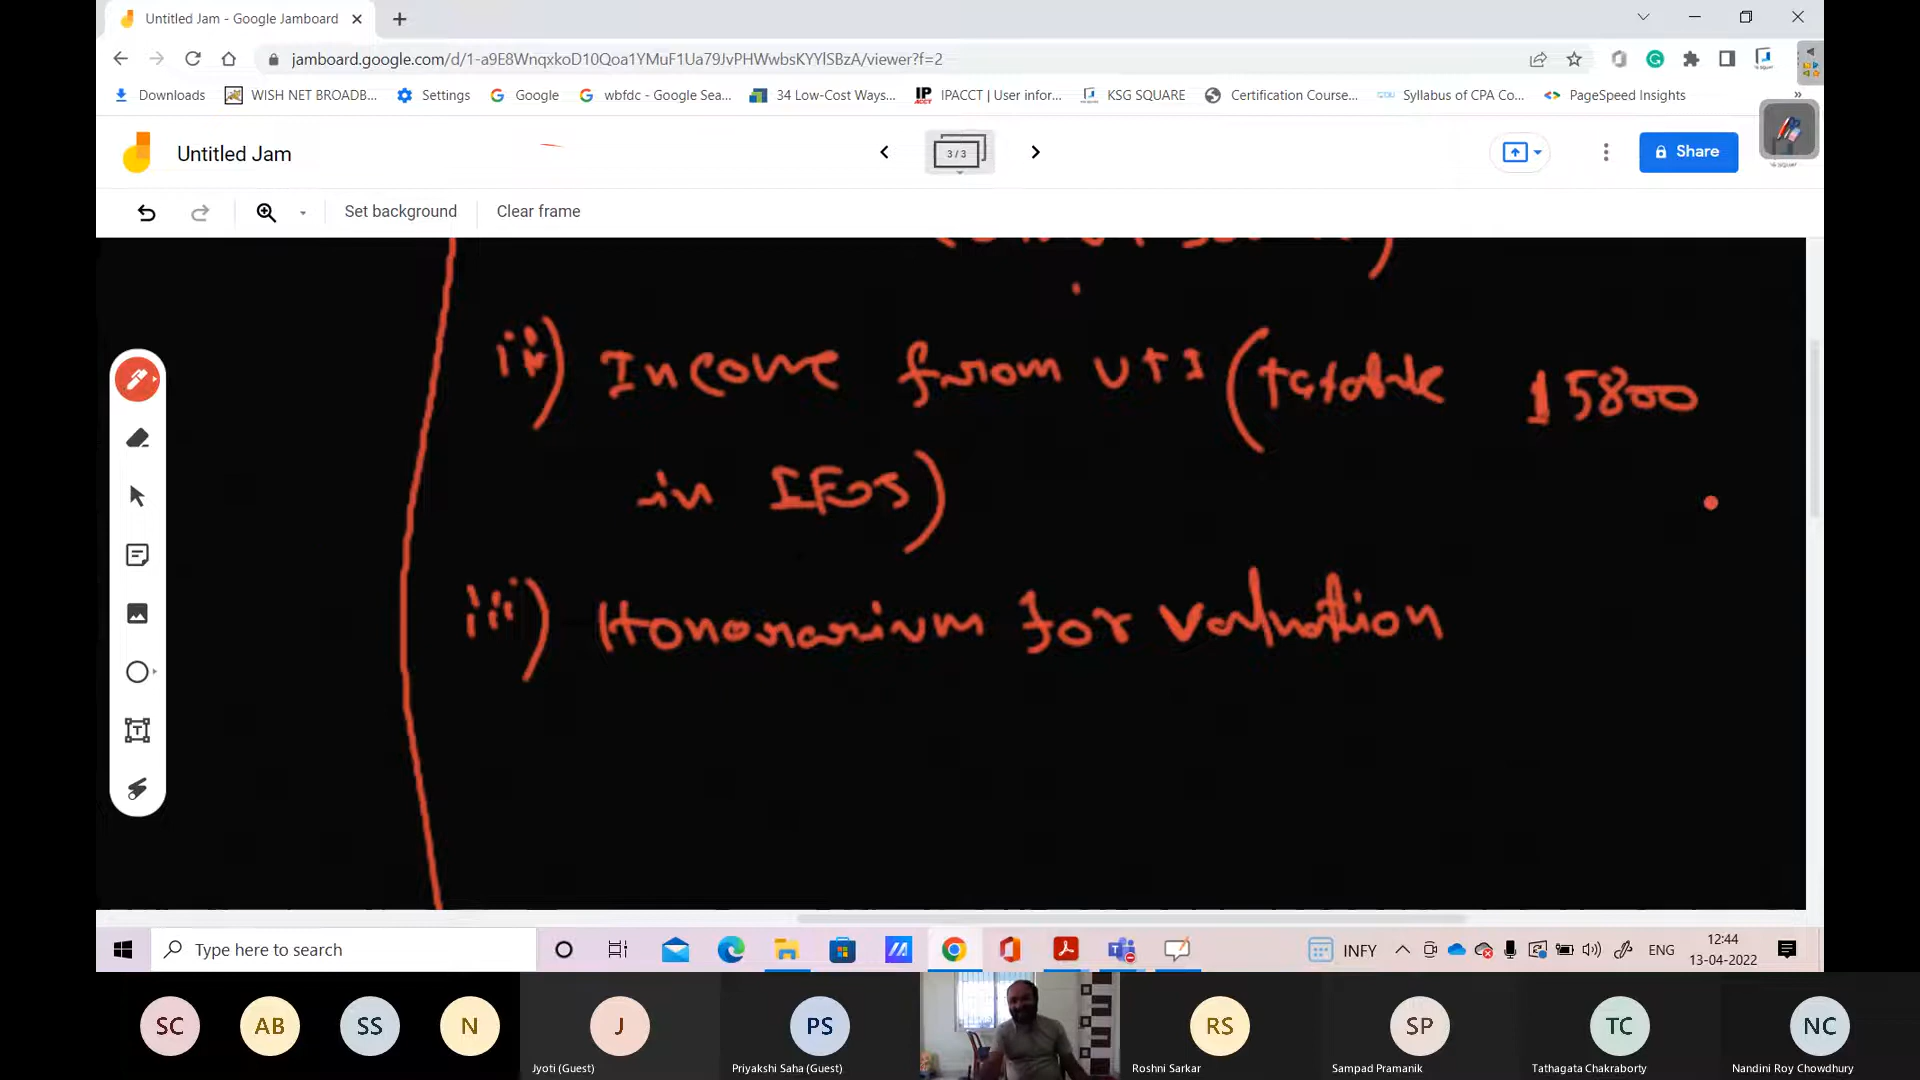 Untitled Jam - Google Jamboard
jamboard.google.com/d/1-a9E8WnqxkoD10Qoa1YMuF1Ua79JvPHWwbsKYYlSBzA/viewer?f=2
Downloads WISH NET BROADB... Settings Google wbfdc - Google Sea... 34 Low-Cost Ways... IPACCT | User infor... KSG SQUARE Certification Course... Syllabus of CPA Co... PageSpeed Insights »
Untitled Jam 3 / 3 Share
Set background Clear frame
ii) Income from UTI (taxable 15800
in IFOS)
iii) Honorarium for valuation
Type here to search INFY ENG 12:44
13-04-2022
SC AB SS N J PS RS SP TC NC
Jyoti (Guest) Priyakshi Saha (Guest) Roshni Sarkar Sampad Pramanik Tathagata Chakraborty Nandini Roy Chowdhury